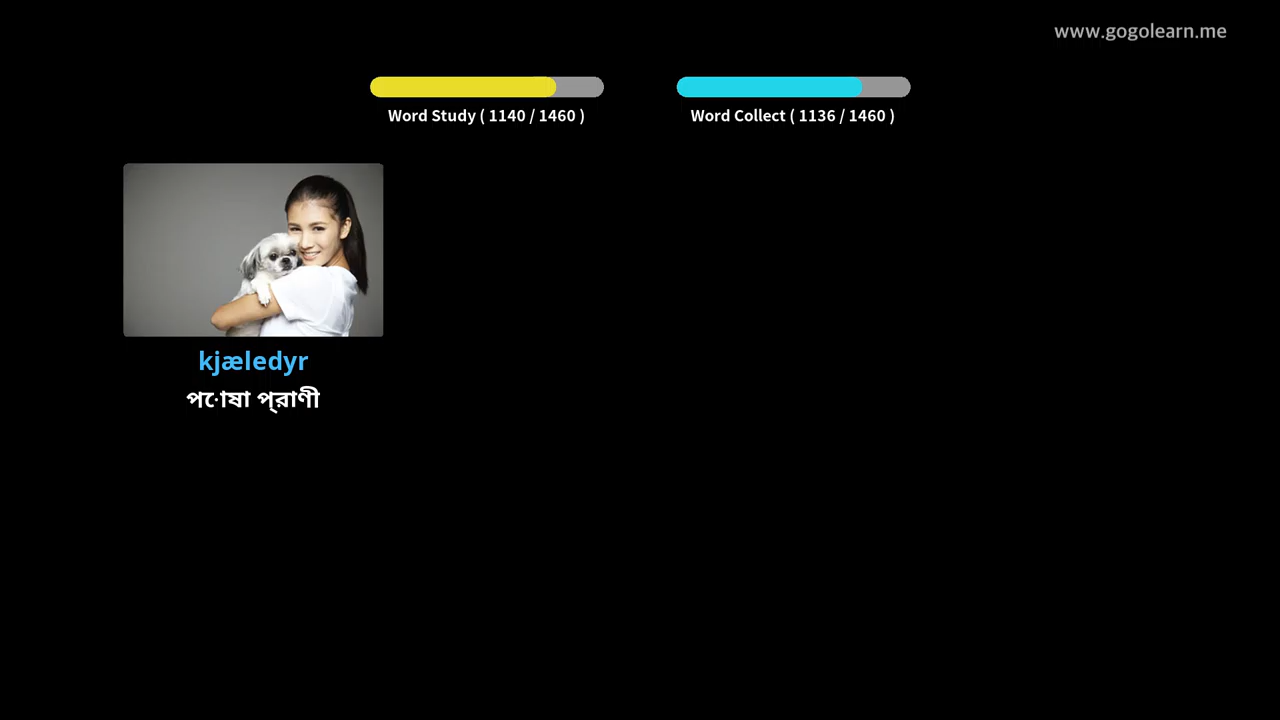 www.gogolearn.me
Word Study ( 1140 / 1460 )
Word Collect ( 1136 / 1460 )
kjæledyr
পোষা প্রাণী